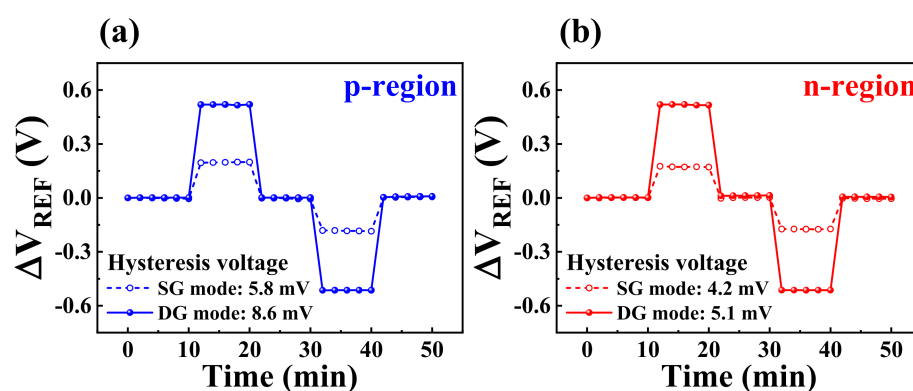 (a)
p-region
ΔV_REF (V)
0.6
0.3
0.0
-0.3
-0.6
Hysteresis voltage
SG mode: 5.8 mV
DG mode: 8.6 mV
0 10 20 30 40 50
Time (min)
(b)
n-region
ΔV_REF (V)
0.6
0.3
0.0
-0.3
-0.6
Hysteresis voltage
SG mode: 4.2 mV
DG mode: 5.1 mV
0 10 20 30 40 50
Time (min)